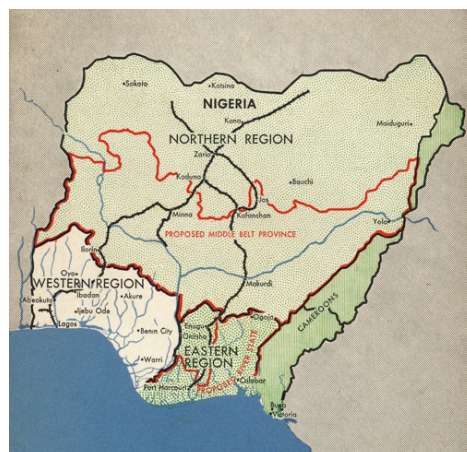 Sokoto
Katsina
NIGERIA
Kano
Maiduguri
NORTHERN REGION
Zaria
Kaduna
Bauchi
Jos
Minna
Kafanchan
Yola
PROPOSED MIDDLE BELT PROVINCE
Ilorin
Oyo
WESTERN REGION
Makurdi
Ibadan
Akure
Abeokuta
Ijebu Ode
Lagos
Ogoja
CAMEROONS
Enugu
Benin City
Onitsha
EASTERN
REGION
Warri
PROPOSED RIVER STATE
Calabar
Port Harcourt
Buea
Victoria